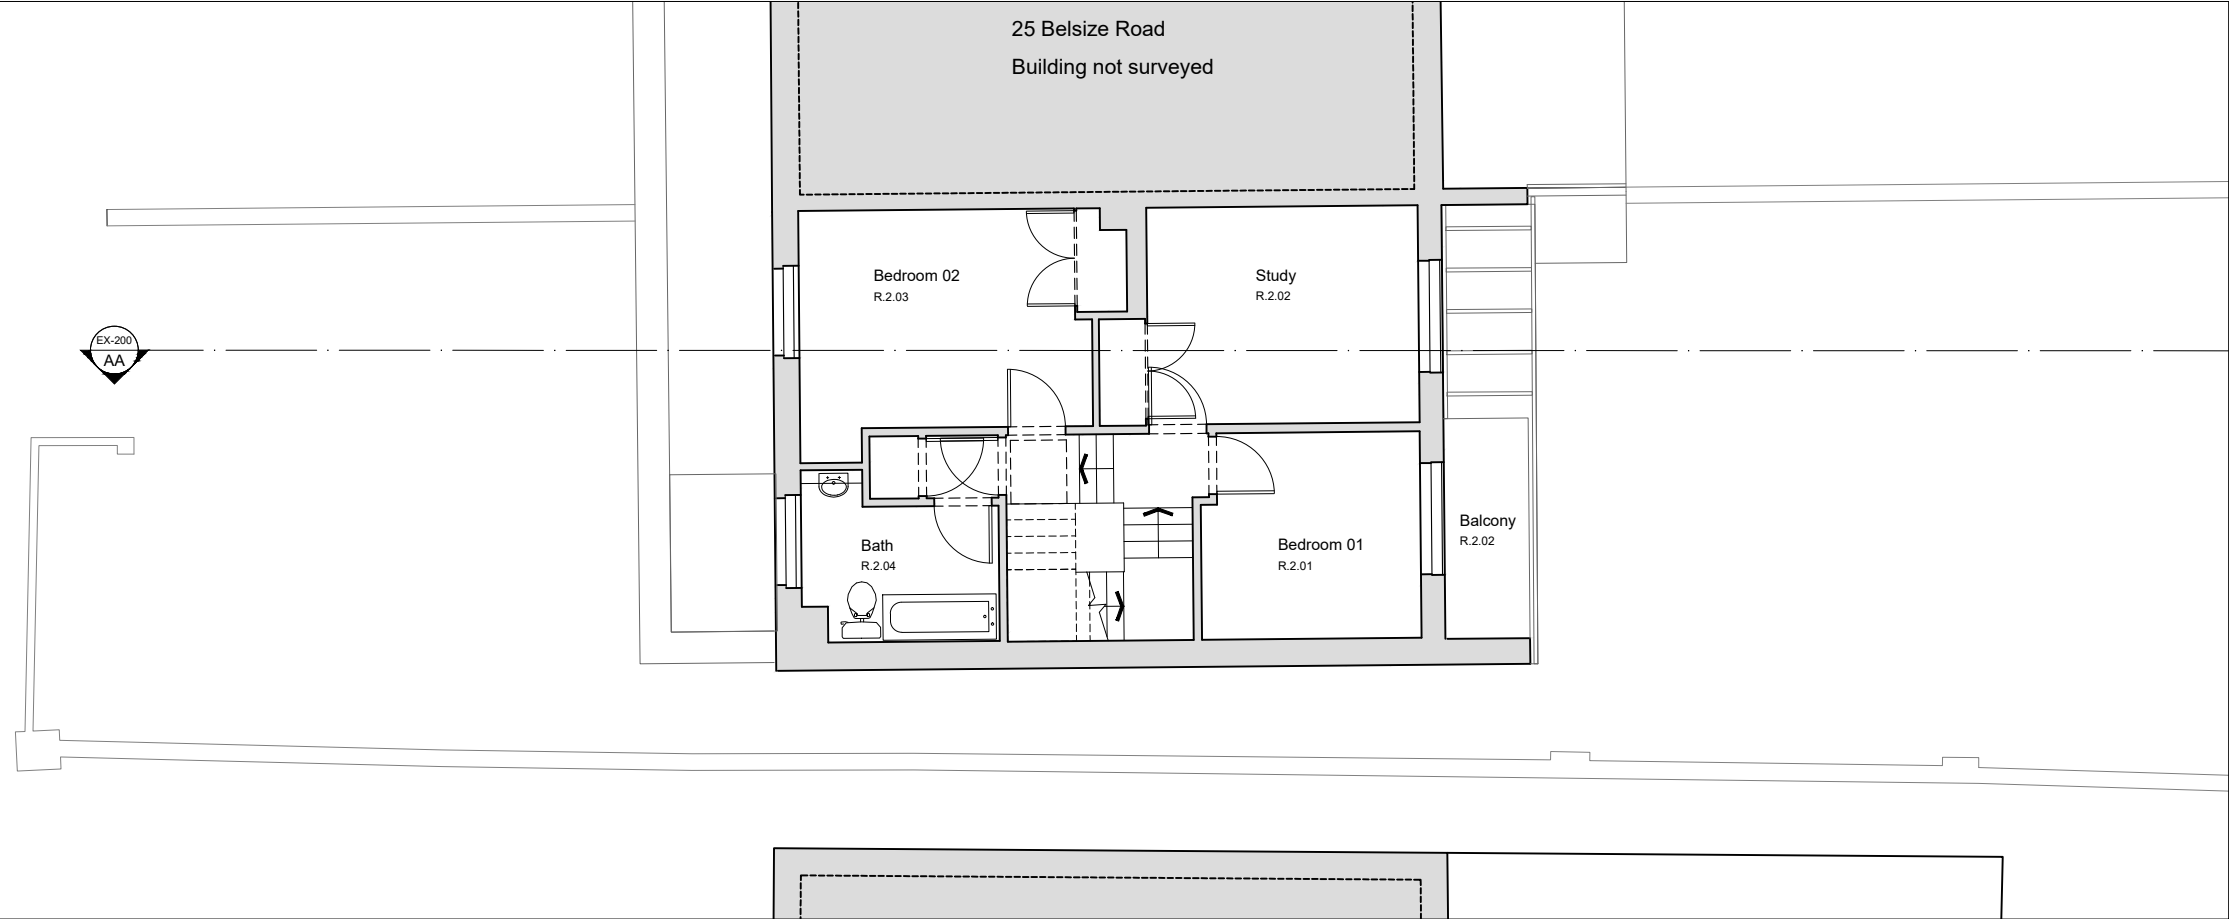 25 Belsize Road
Building not surveyed
Bedroom 02
R.2.03
Study
R.2.02
EX-200
AA
Balcony
R.2.02
Bath
R.2.04
Bedroom 01
R.2.01